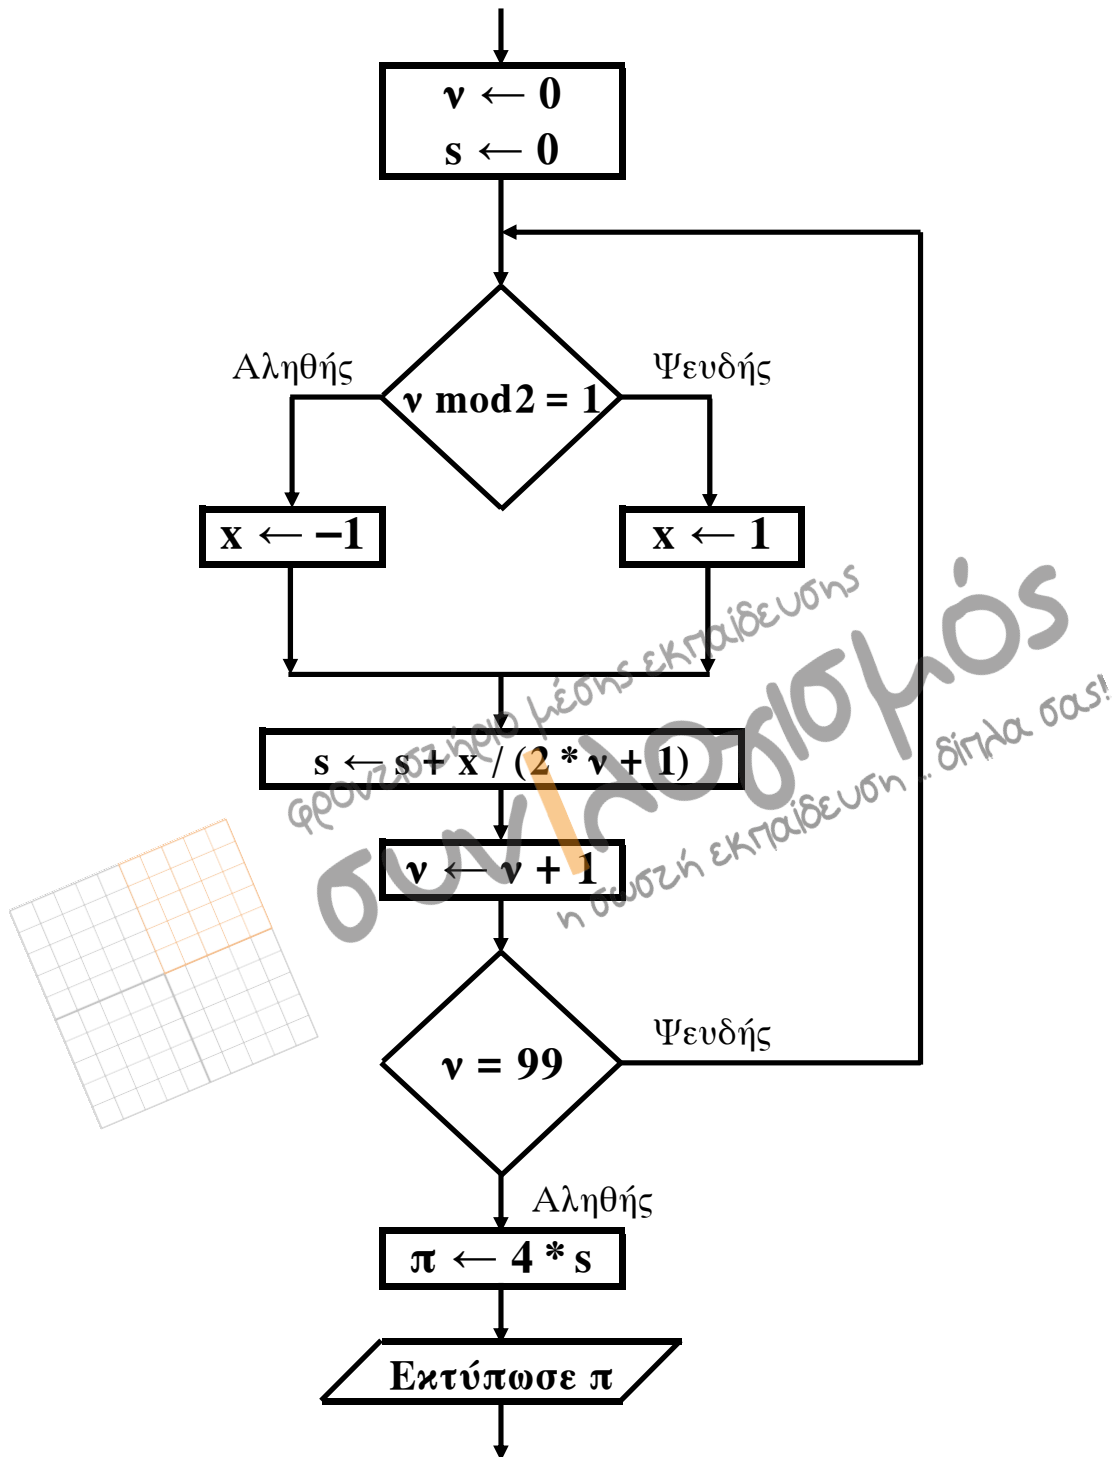 ν ← 0
s ← 0
Αληθής
Ψευδής
ν mod2 = 1
x ← −1
x ← 1
φροντιστήριο μέσης εκπαίδευσης
συνλογισμός
η σωστή εκπαίδευση ... δίπλα σας!
s ← s + x / (2 * ν + 1)
ν ← ν + 1
Ψευδής
ν = 99
Αληθής
π ← 4 * s
Εκτύπωσε π